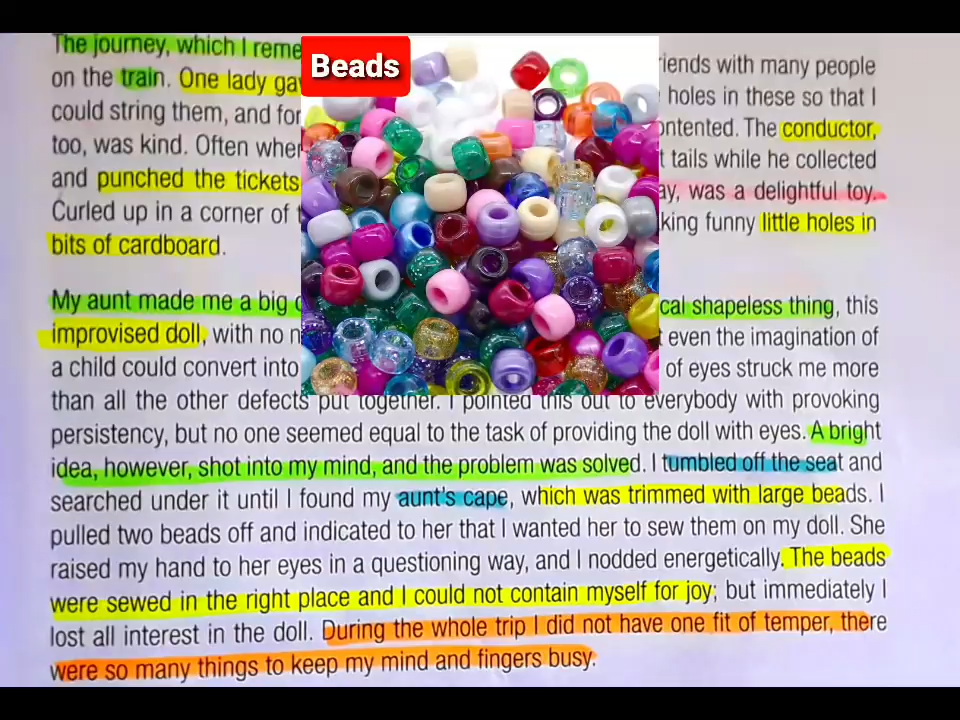 The journey, which I reme
Beads
on the train. One lady ga
riends with many people
could string them, and for
holes in these so that I
too, was kind. Often when
ontented. The conductor,
and punched the tickets
t tails while he collected
Curled up in a corner of t
ay, was a delightful toy.
bits of cardboard.
king funny little holes in
My aunt made me a big
cal shapeless thing, this
improvised doll, with no n
t even the imagination of
a child could convert into
of eyes struck me more
than all the other defects put together. I pointed this out to everybody with provoking
persistency, but no one seemed equal to the task of providing the doll with eyes. A bright
idea, however, shot into my mind, and the problem was solved. I tumbled off the seat and
searched under it until I found my aunt's cape, which was trimmed with large beads. I
pulled two beads off and indicated to her that I wanted her to sew them on my doll. She
raised my hand to her eyes in a questioning way, and I nodded energetically. The beads
were sewed in the right place and I could not contain myself for joy; but immediately I
lost all interest in the doll. During the whole trip I did not have one fit of temper, there
were so many things to keep my mind and fingers busy.